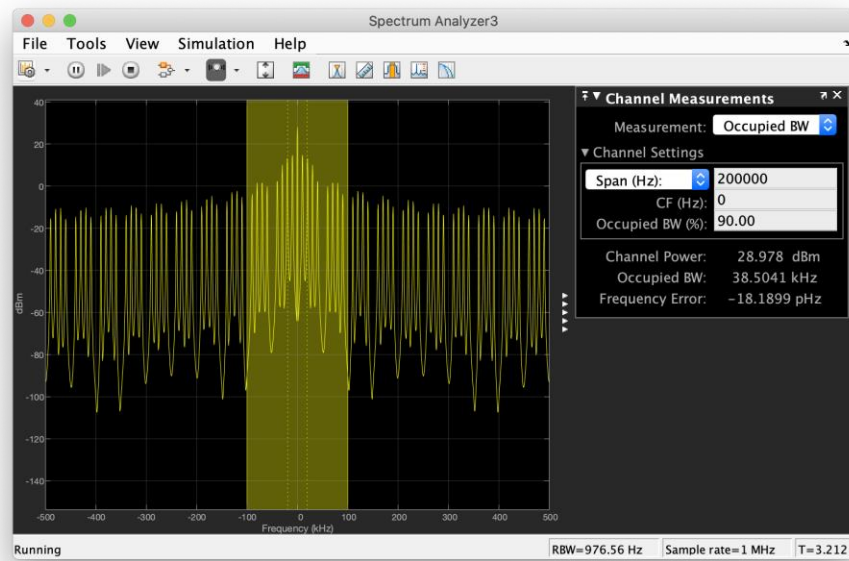 Spectrum Analyzer3
File Tools View Simulation Help
Channel Measurements
Measurement: Occupied BW
Channel Settings
Span (Hz): 200000
CF (Hz): 0
Occupied BW (%): 90.00
Channel Power: 28.978 dBm
Occupied BW: 38.5041 kHz
Frequency Error: -18.1899 pHz
40
20
0
-20
-40
-60
-80
-100
-120
-140
dBm
-500 -400 -300 -200 -100 0 100 200 300 400 500
Frequency (kHz)
Running RBW=976.56 Hz Sample rate=1 MHz T=3.212